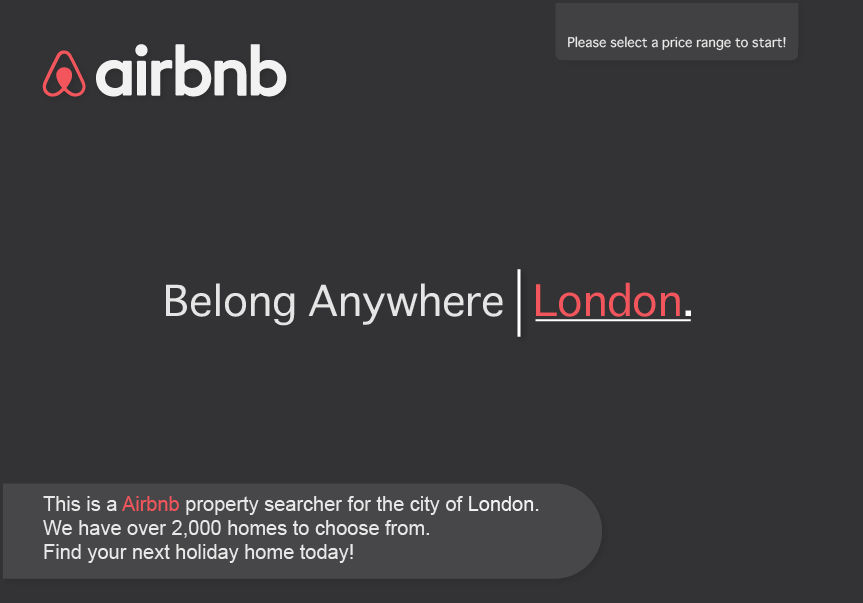 Please select a price range to start!
airbnb
Belong Anywhere London.
This is a Airbnb property searcher for the city of London.
We have over 2,000 homes to choose from.
Find your next holiday home today!